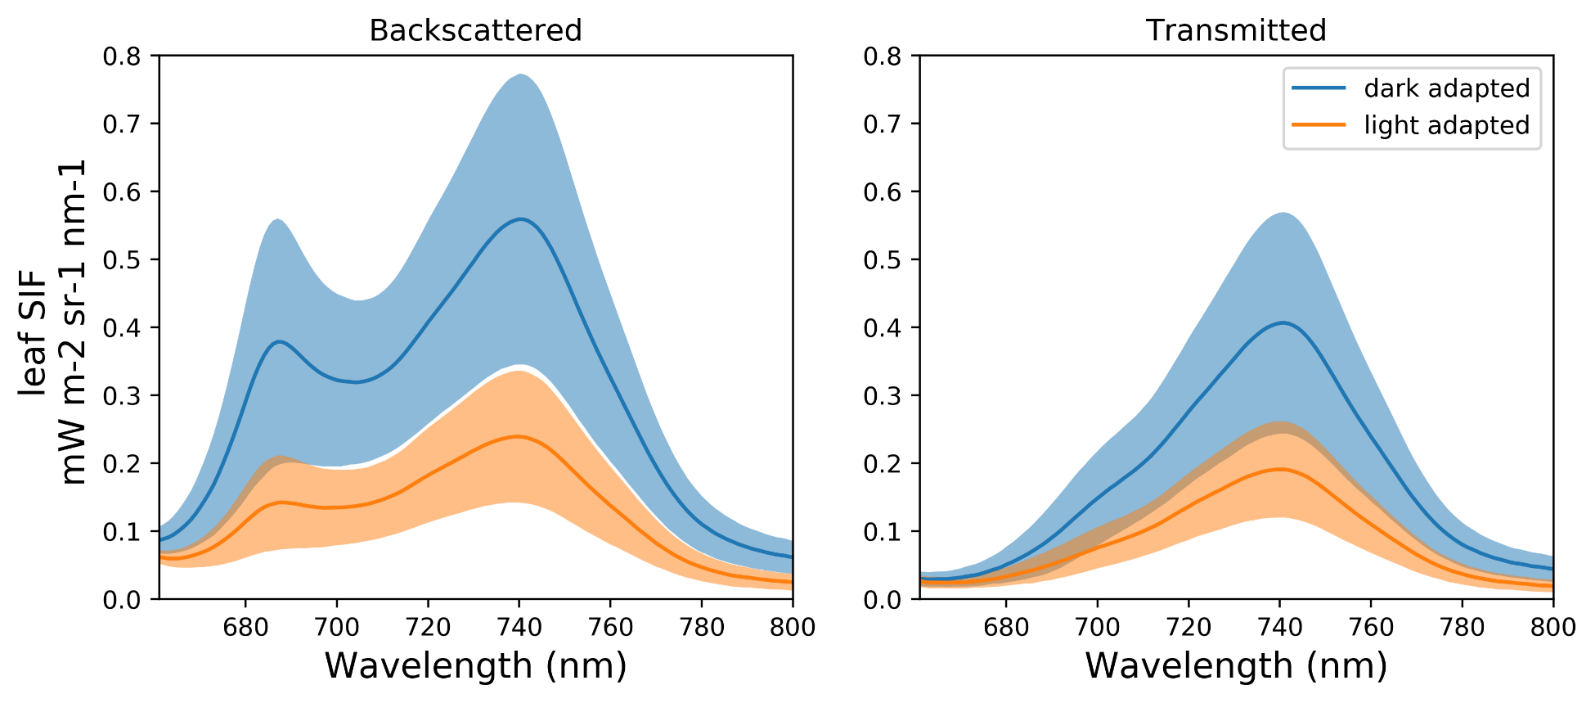 Backscattered
leaf SIF
mW m-2 sr-1 nm-1
0.8
0.7
0.6
0.5
0.4
0.3
0.2
0.1
0.0
680 700 720 740 760 780 800
Wavelength (nm)
Transmitted
dark adapted
light adapted
0.8
0.7
0.6
0.5
0.4
0.3
0.2
0.1
0.0
680 700 720 740 760 780 800
Wavelength (nm)